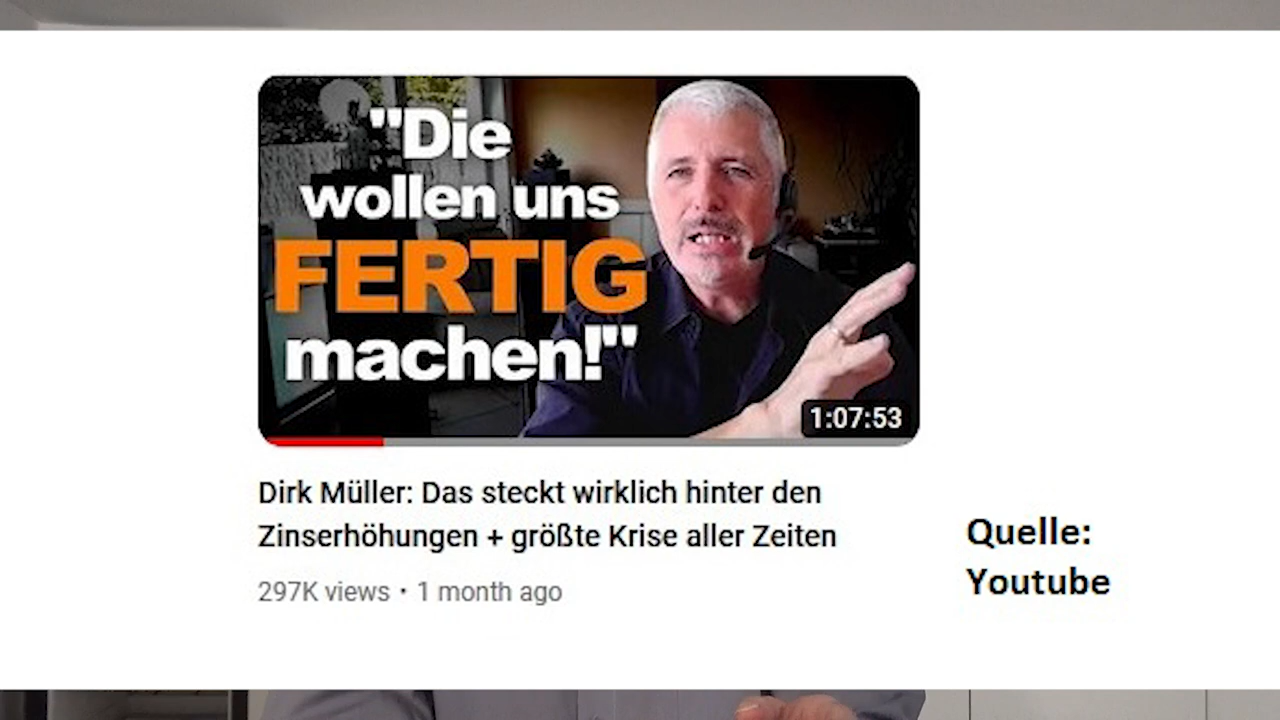 "Die
wollen uns
FERTIG
machen!"
1:07:53
Dirk Müller: Das steckt wirklich hinter den
Zinserhöhungen + größte Krise aller Zeiten
297K views • 1 month ago
Quelle:
Youtube